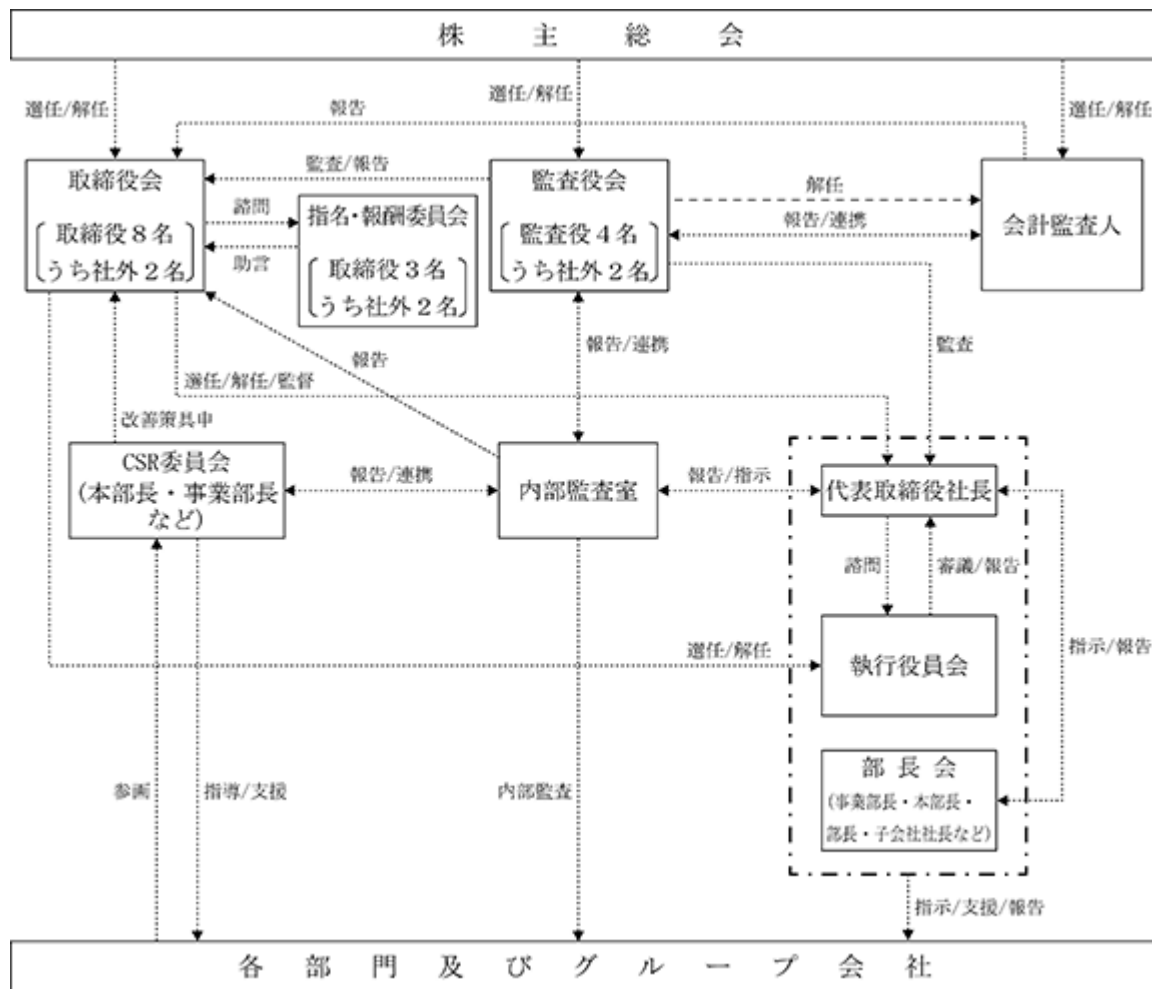 株主総会
選任/解任
報告
選任/解任
選任/解任
取締役会
取締役8名
うち社外2名
監査/報告
諮問
助言
指名・報酬委員会
取締役3名
うち社外2名
監査役会
監査役4名
うち社外2名
解任
報告/連携
会計監査人
報告
選任/解任/監督
報告/連携
監査
改善策具申
CSR委員会
(本部長・事業部長
など)
報告/連携
内部監査室
報告/指示
代表取締役社長
諮問
審議/報告
選任/解任
執行役員会
指示/報告
部長会
(事業部長・本部長・
部長・子会社社長など)
参画
指導/支援
内部監査
指示/支援/報告
各部門及びグループ会社